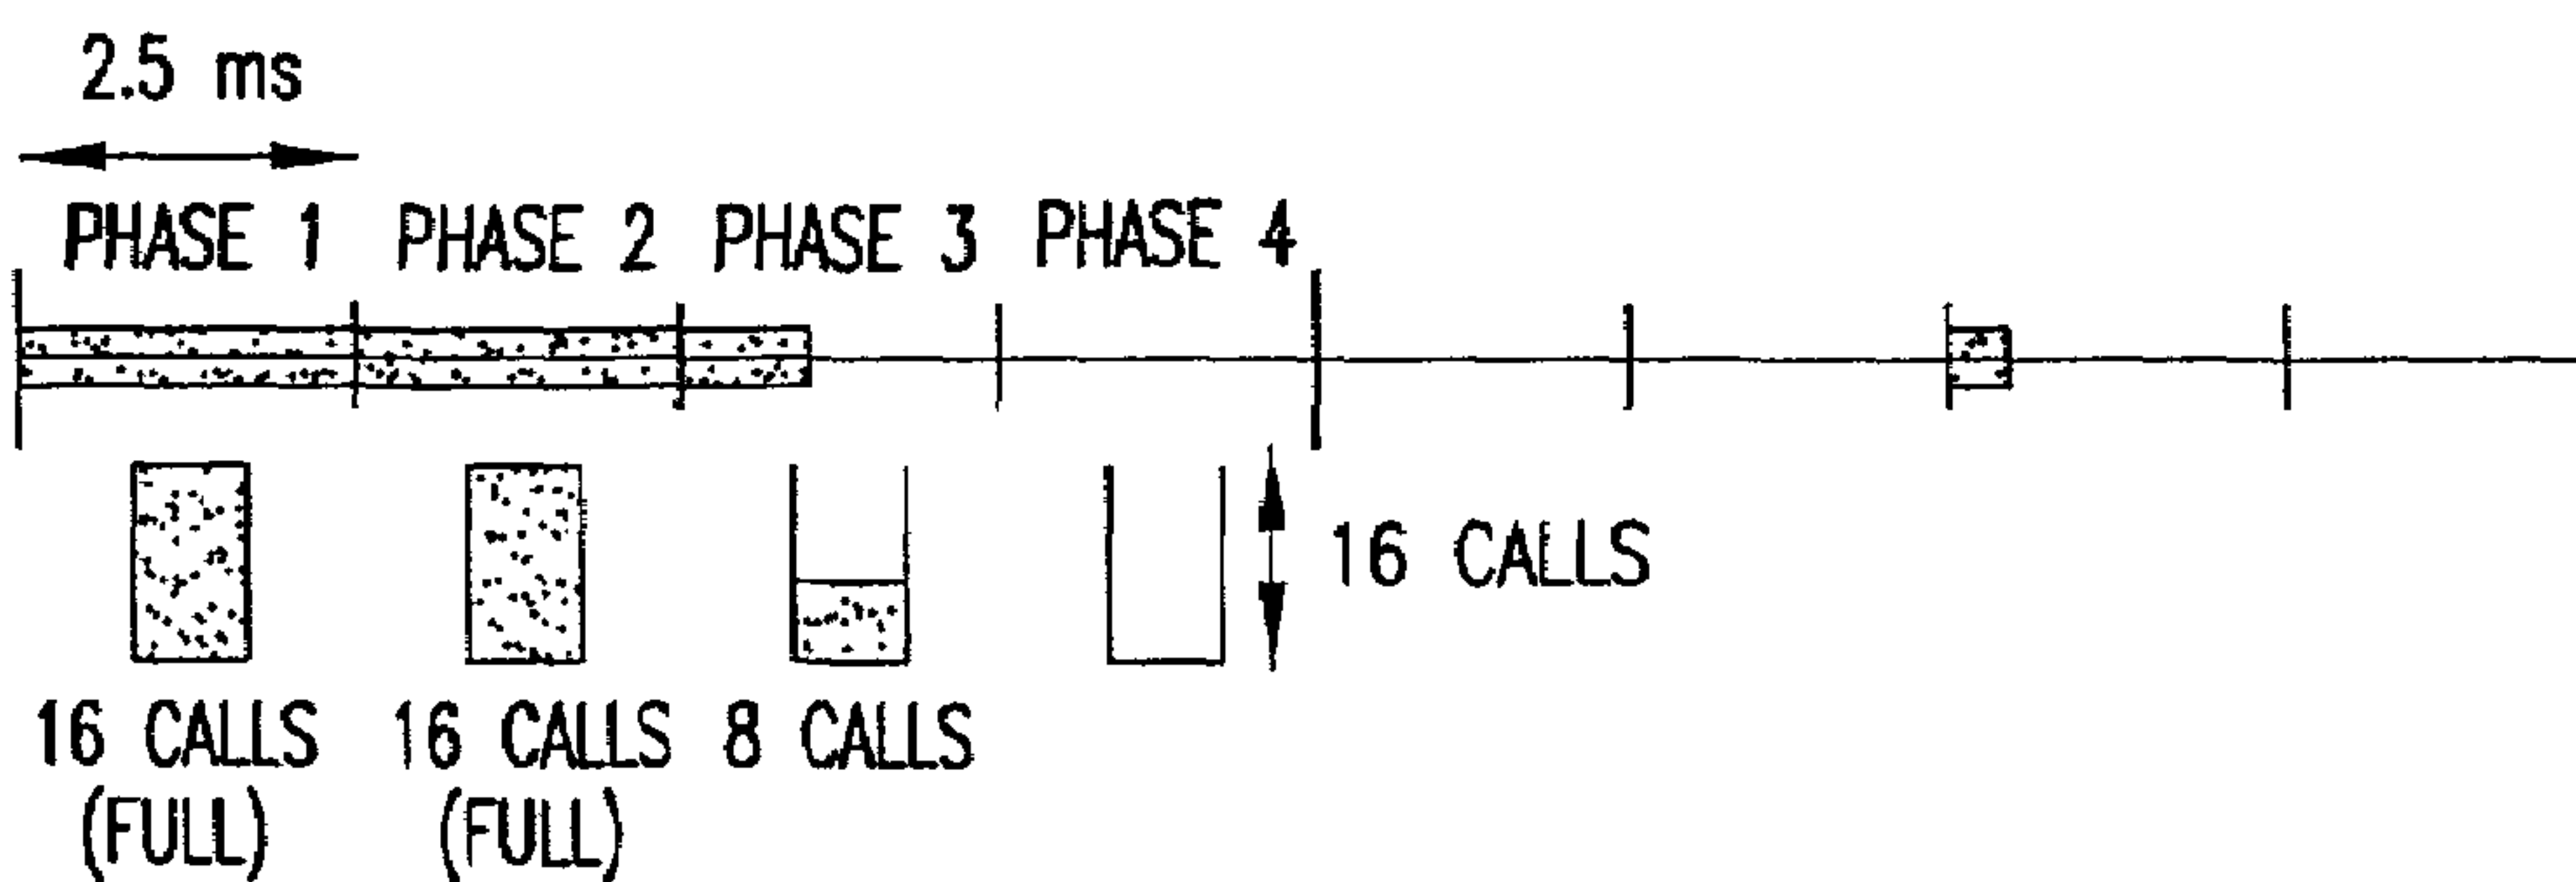 2.5 ms
PHASE 1 PHASE 2 PHASE 3 PHASE 4
16 CALLS
16 CALLS 16 CALLS 8 CALLS
(FULL) (FULL)